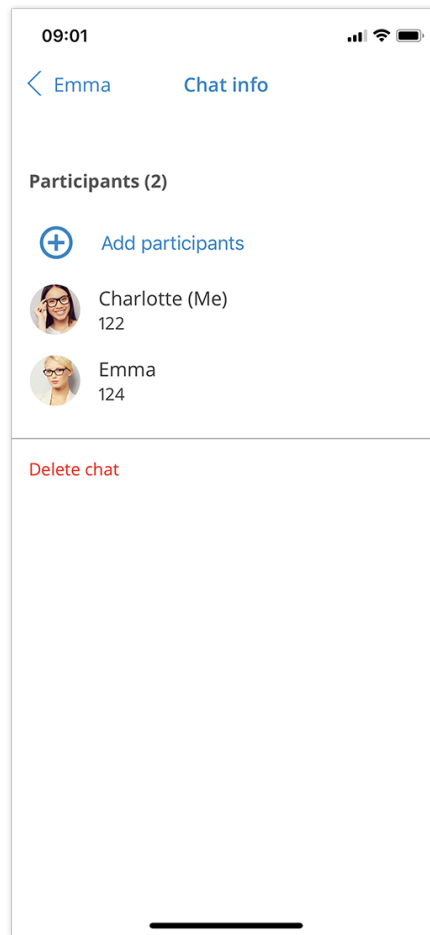 09:01
Emma
Chat info
Participants (2)
Add participants
Charlotte (Me)
122
Emma
124
Delete chat